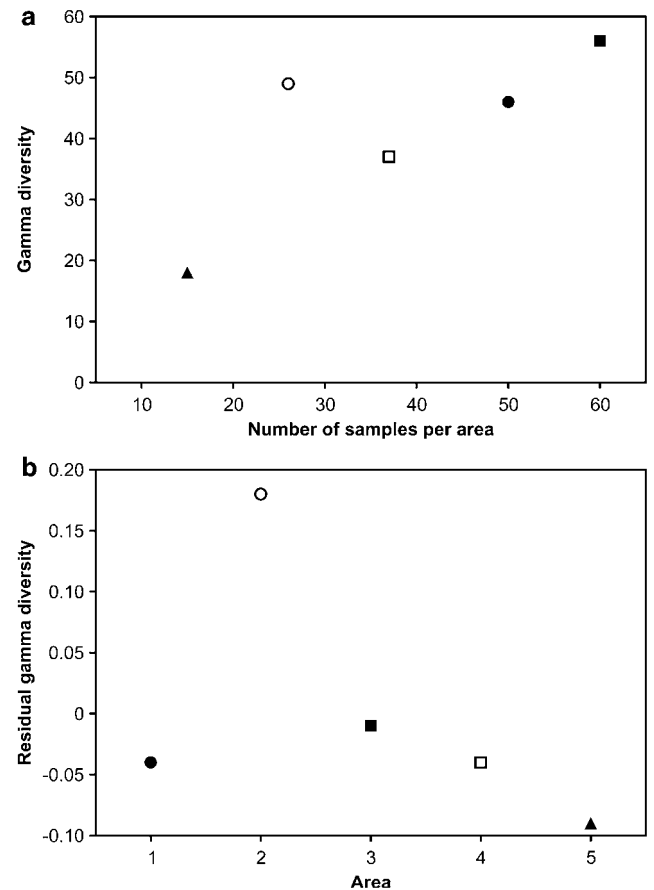 a
60
50
40
30
20
10
0
Gamma diversity
10 20 30 40 50 60
Number of samples per area
b
0.20
0.15
0.10
0.05
0
-0.05
-0.10
Residual gamma diversity
1 2 3 4 5
Area